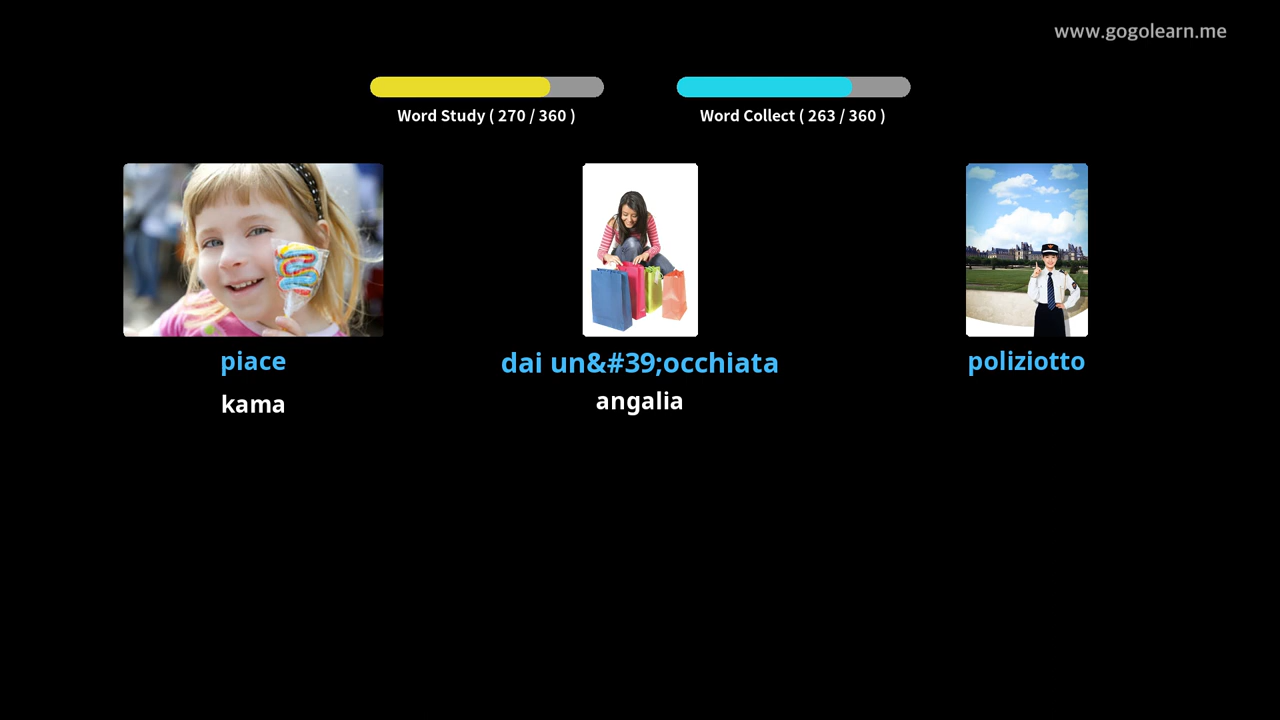 www.gogolearn.me
Word Study ( 270 / 360 )
Word Collect ( 263 / 360 )
piace
dai un&#39;occhiata
poliziotto
kama
angalia